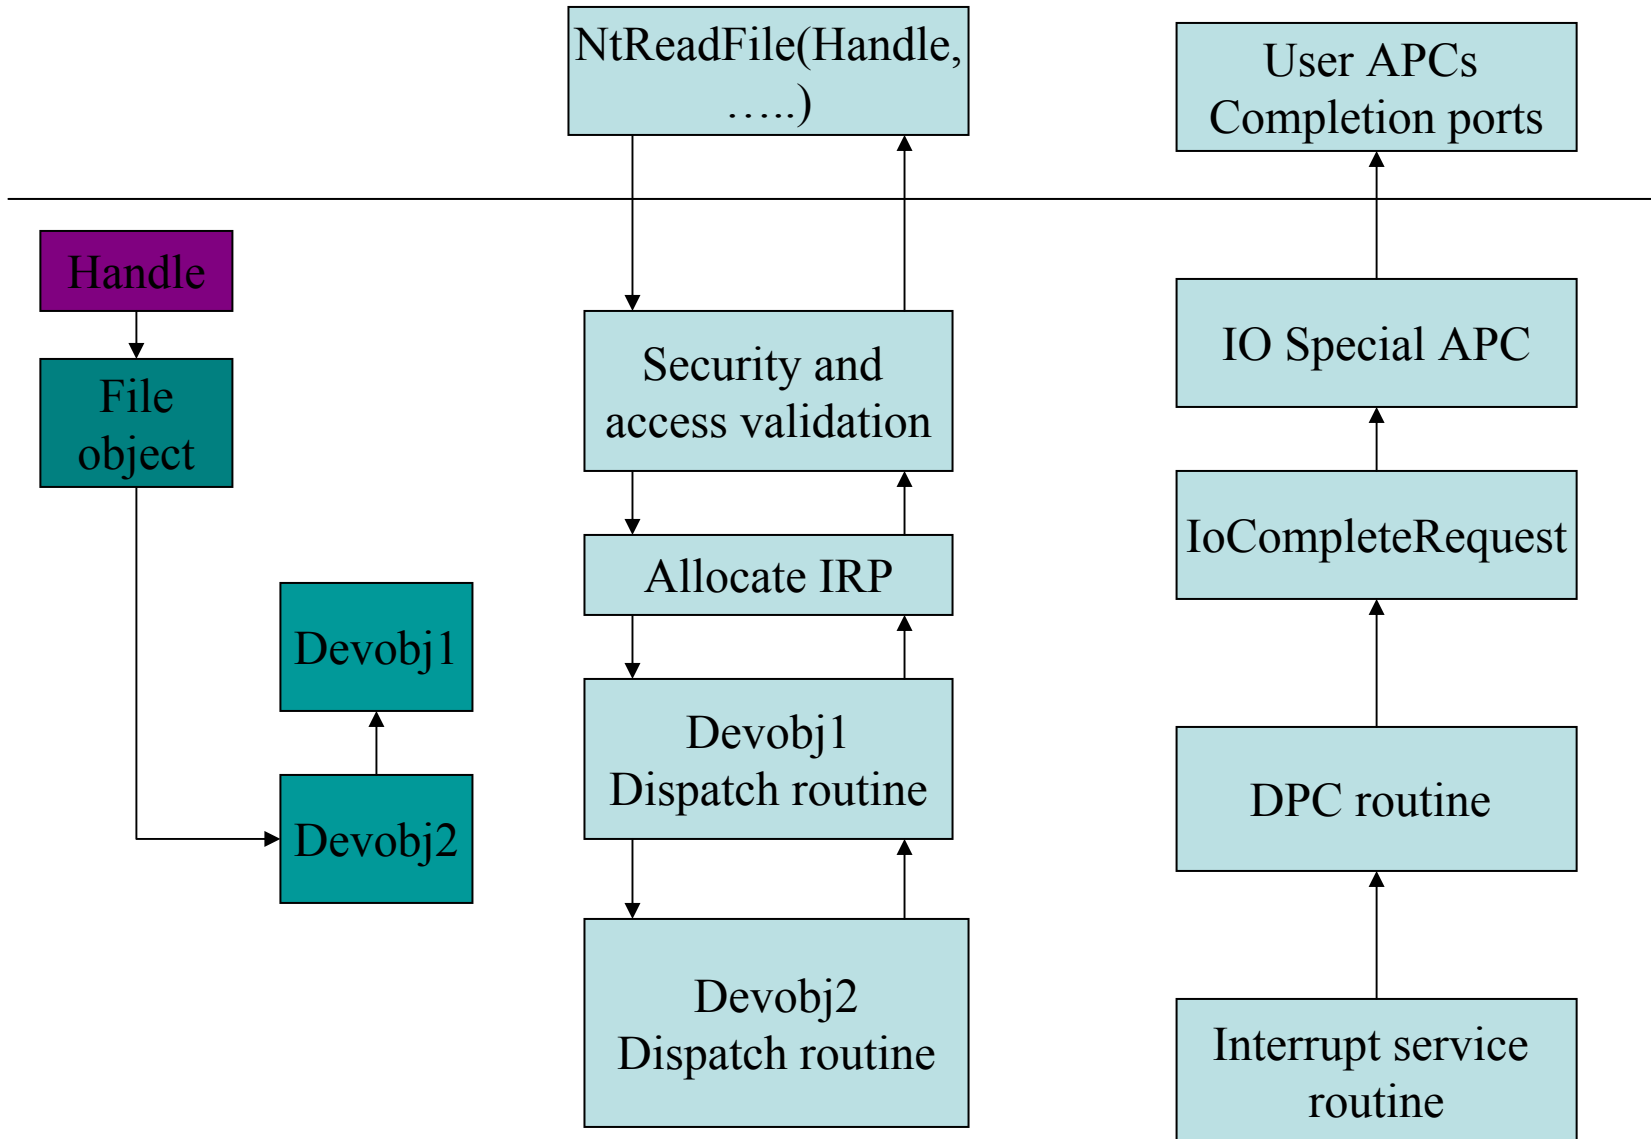 NtReadFile(Handle,
…..)
User APCs
Completion ports
Handle
File
object
Devobj1
Devobj2
Security and
access validation
Allocate IRP
Devobj1
Dispatch routine
Devobj2
Dispatch routine
IO Special APC
IoCompleteRequest
DPC routine
Interrupt service
routine